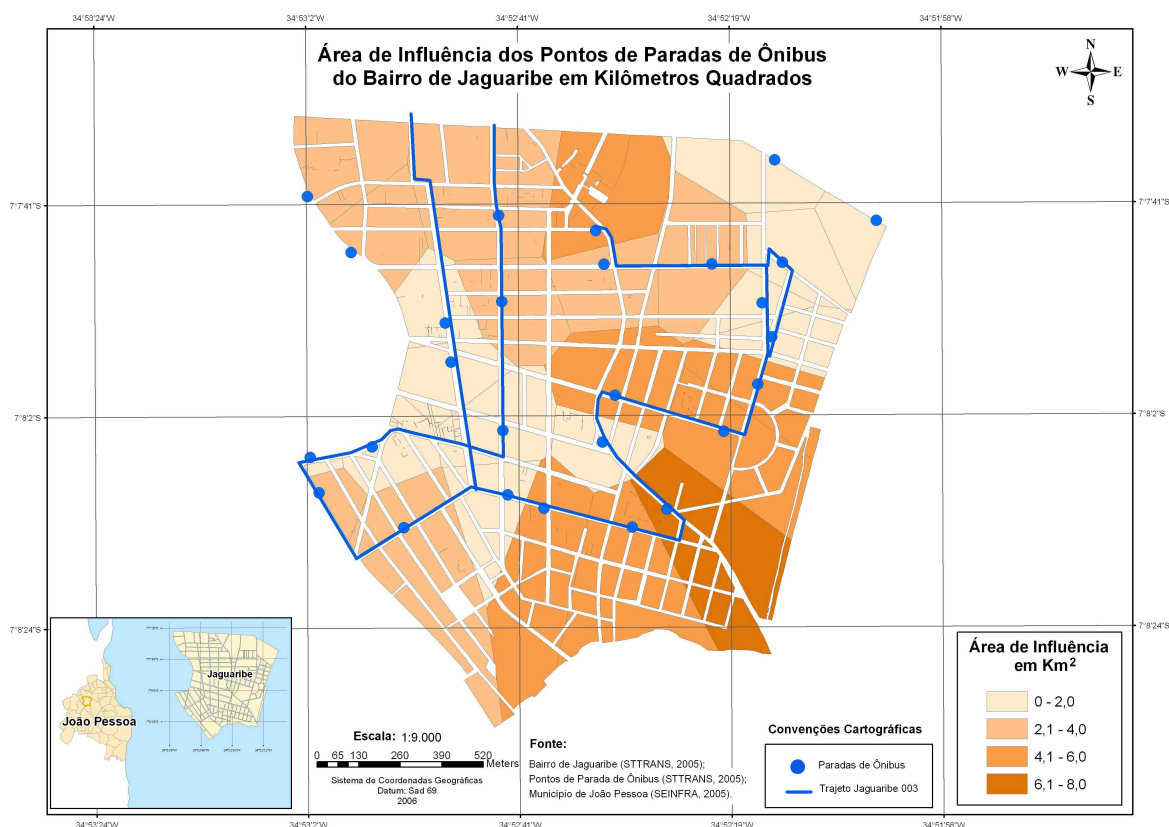 34°53'24"W 34°53'2"W 34°52'41"W 34°52'19"W 34°51'58"W
Área de Influência dos Pontos de Paradas de Ônibus
do Bairro de Jaguaribe em Kilômetros Quadrados
N
W E
S
7°7'41"S 7°7'41"S
7°8'2"S 7°8'2"S
7°8'24"S 7°8'24"S
Jaguaribe
João Pessoa
Escala: 1:9.000
0 65 130 260 390 520
Meters
Sistema de Coordenadas Geográficas
Datum: Sad 69
2006
Fonte:
Bairro de Jaguaribe (STTRANS, 2005);
Pontos de Parada de Ônibus (STTRANS, 2005);
Municipio de João Pessoa (SEINFRA, 2005).
Convenções Cartográficas
Paradas de Ônibus
Trajeto Jaguaribe 003
Área de Influência
em Km²
0 - 2,0
2,1 - 4,0
4,1 - 6,0
6,1 - 8,0
34°53'24"W 34°53'2"W 34°52'41"W 34°52'19"W 34°51'58"W